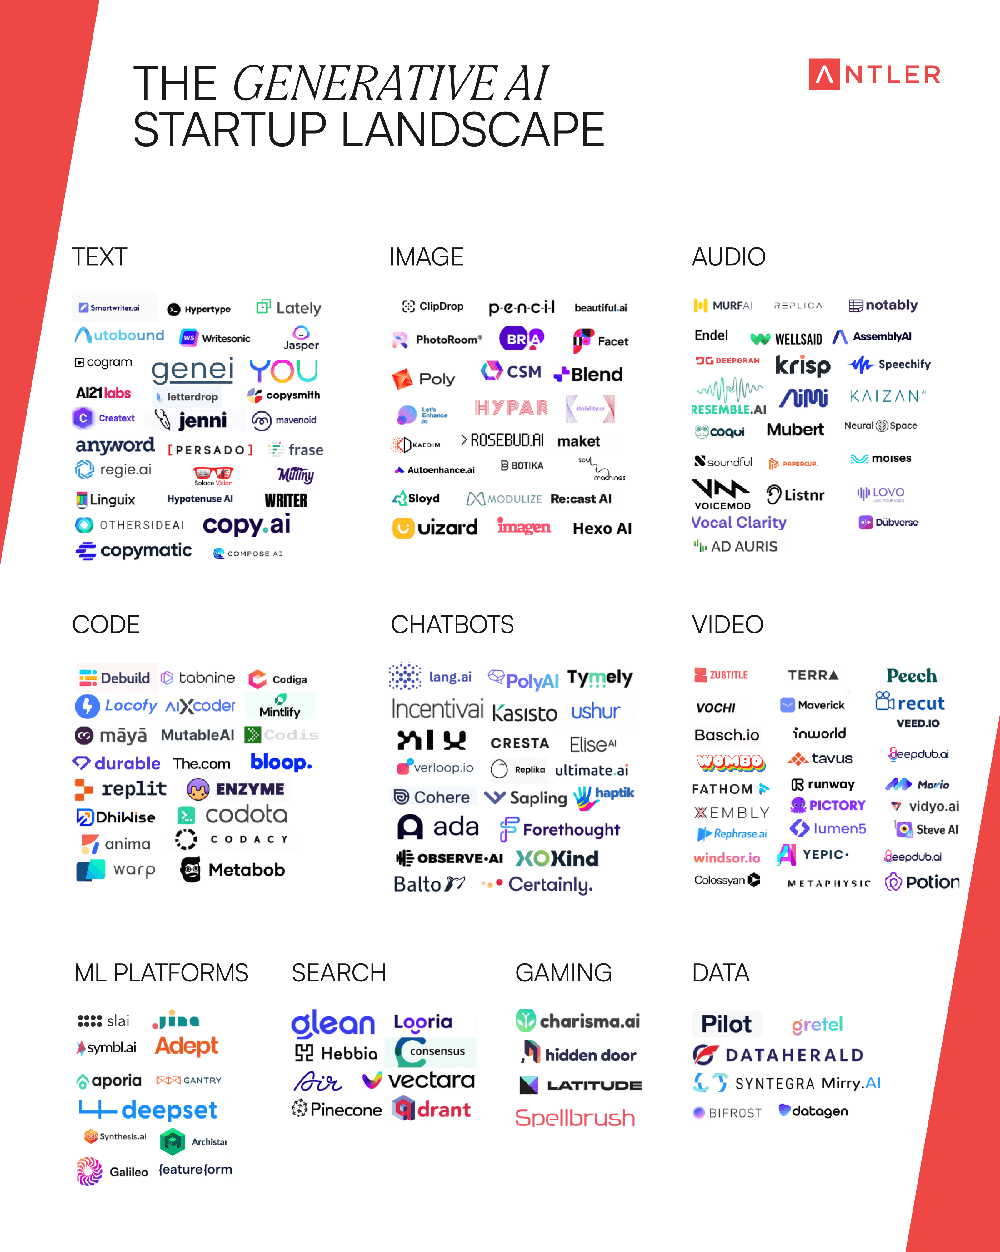 THE GENERATIVE AI
STARTUP LANDSCAPE
ANTLER
TEXT
Smartwriter.ai Hypertype Lately
Autobound Writesonic Jasper
cogram genei YOU
AI21labs letterdrop copysmith
Creatext jenni mavenoid
anyword [PERSADO] frase
regie.ai Solace Vision Mutiny
Linguix Hypotenuse AI WRITER
OTHERSIDEAI copy.ai
copymatic COMPOSE AI
IMAGE
ClipDrop p-e-n-c-i-l beautiful.ai
PhotoRoom BRIA Facet
Poly CSM Blend
Let's Enhance.io HYPAR stability.ai
KAEDIM ROSEBUD.AI maket
Autoenhance.ai BOTIKA soul machines
Sloyd MODULIZE Re:cast AI
uizard imagen Hexo AI
AUDIO
MURFAI REPLICA notably
Endel WELLSAID AssemblyAI
DEEPGRAM krisp Speechify
RESEMBLE.AI AiMi KAIZAN
coqui Mubert Neural Space
soundful PAPERCUP. moises
VOICEMOD Listnr LOVO
Vocal Clarity Dubverse
AD AURIS
CODE
Debuild tabnine Codiga
Locofy AIXcoder Mintlify
māyā MutableAI Codis
durable The.com bloop.
replit ENZYME
DhiWise codota
anima CODACY
warp Metabob
CHATBOTS
lang.ai PolyAI Tymely
Incentivai Kasisto ushur
CRESTA EliseAI
verloop.io Replika ultimate.ai
Cohere Sapling haptik
ada Forethought
OBSERVE.AI XOKind
Balto Certainly.
VIDEO
ZUBTITLE TERRA Peech
VOCHI Maverick recut
Basch.io inworld VEED.IO
WOMBO tavus deepdub.ai
FATHOM runway Mario
XEMBLY PICTORY vidyo.ai
Rephrase.ai lumen5 Steve AI
windsor.io YEPIC deepdub.ai
Colossyan METAPHYSIC Potion
ML PLATFORMS
slai jina
symbl.ai Adept
aporia GANTRY
deepset
Synthesis.ai Archistar
Galileo featureform
SEARCH
glean Looria
Hebbia Consensus
Air vectara
Pinecone qdrant
GAMING
charisma.ai
hidden door
LATITUDE
Spellbrush
DATA
Pilot gretel
DATAHERALD
SYNTEGRA Mirry.AI
BIFROST datagen